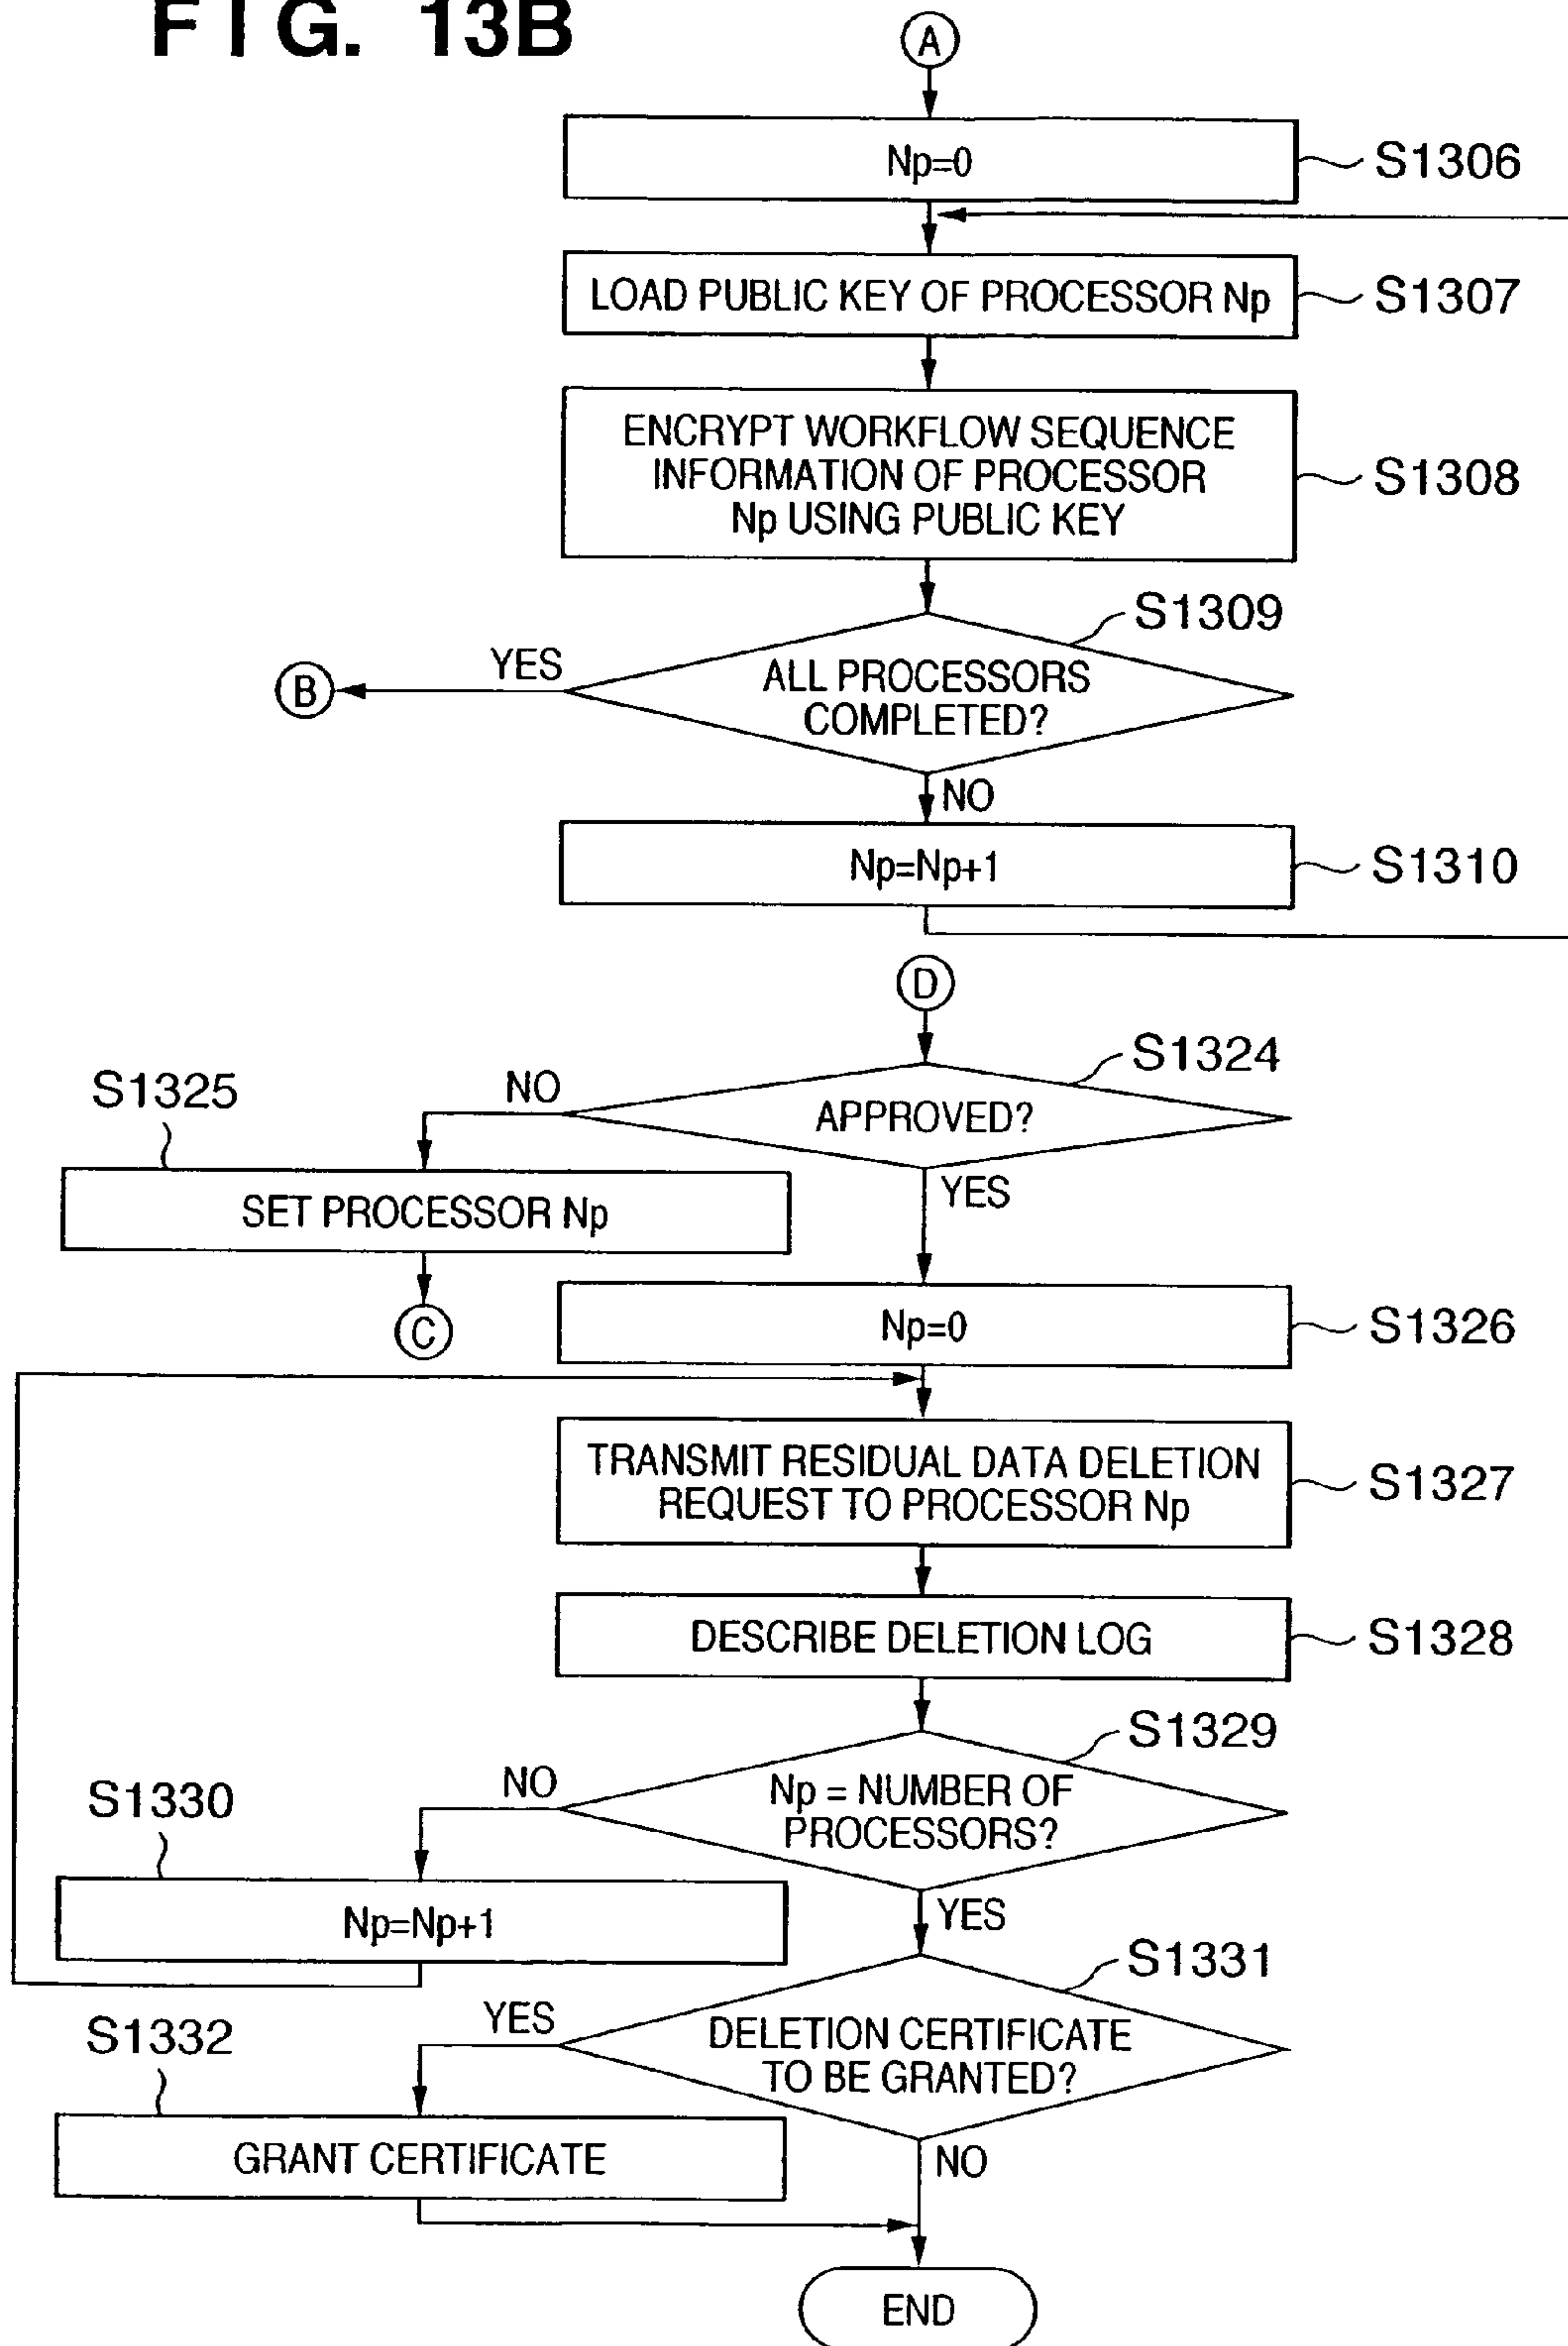 FIG. 13B
A
Np=0
S1306
LOAD PUBLIC KEY OF PROCESSOR Np
S1307
ENCRYPT WORKFLOW SEQUENCE
INFORMATION OF PROCESSOR
Np USING PUBLIC KEY
S1308
S1309
YES
B
ALL PROCESSORS
COMPLETED?
NO
Np=Np+1
S1310
D
S1324
S1325
NO
APPROVED?
YES
SET PROCESSOR Np
C
Np=0
S1326
TRANSMIT RESIDUAL DATA DELETION
REQUEST TO PROCESSOR Np
S1327
DESCRIBE DELETION LOG
S1328
S1329
S1330
NO
Np = NUMBER OF
PROCESSORS?
YES
Np=Np+1
S1331
S1332
YES
DELETION CERTIFICATE
TO BE GRANTED?
NO
GRANT CERTIFICATE
END